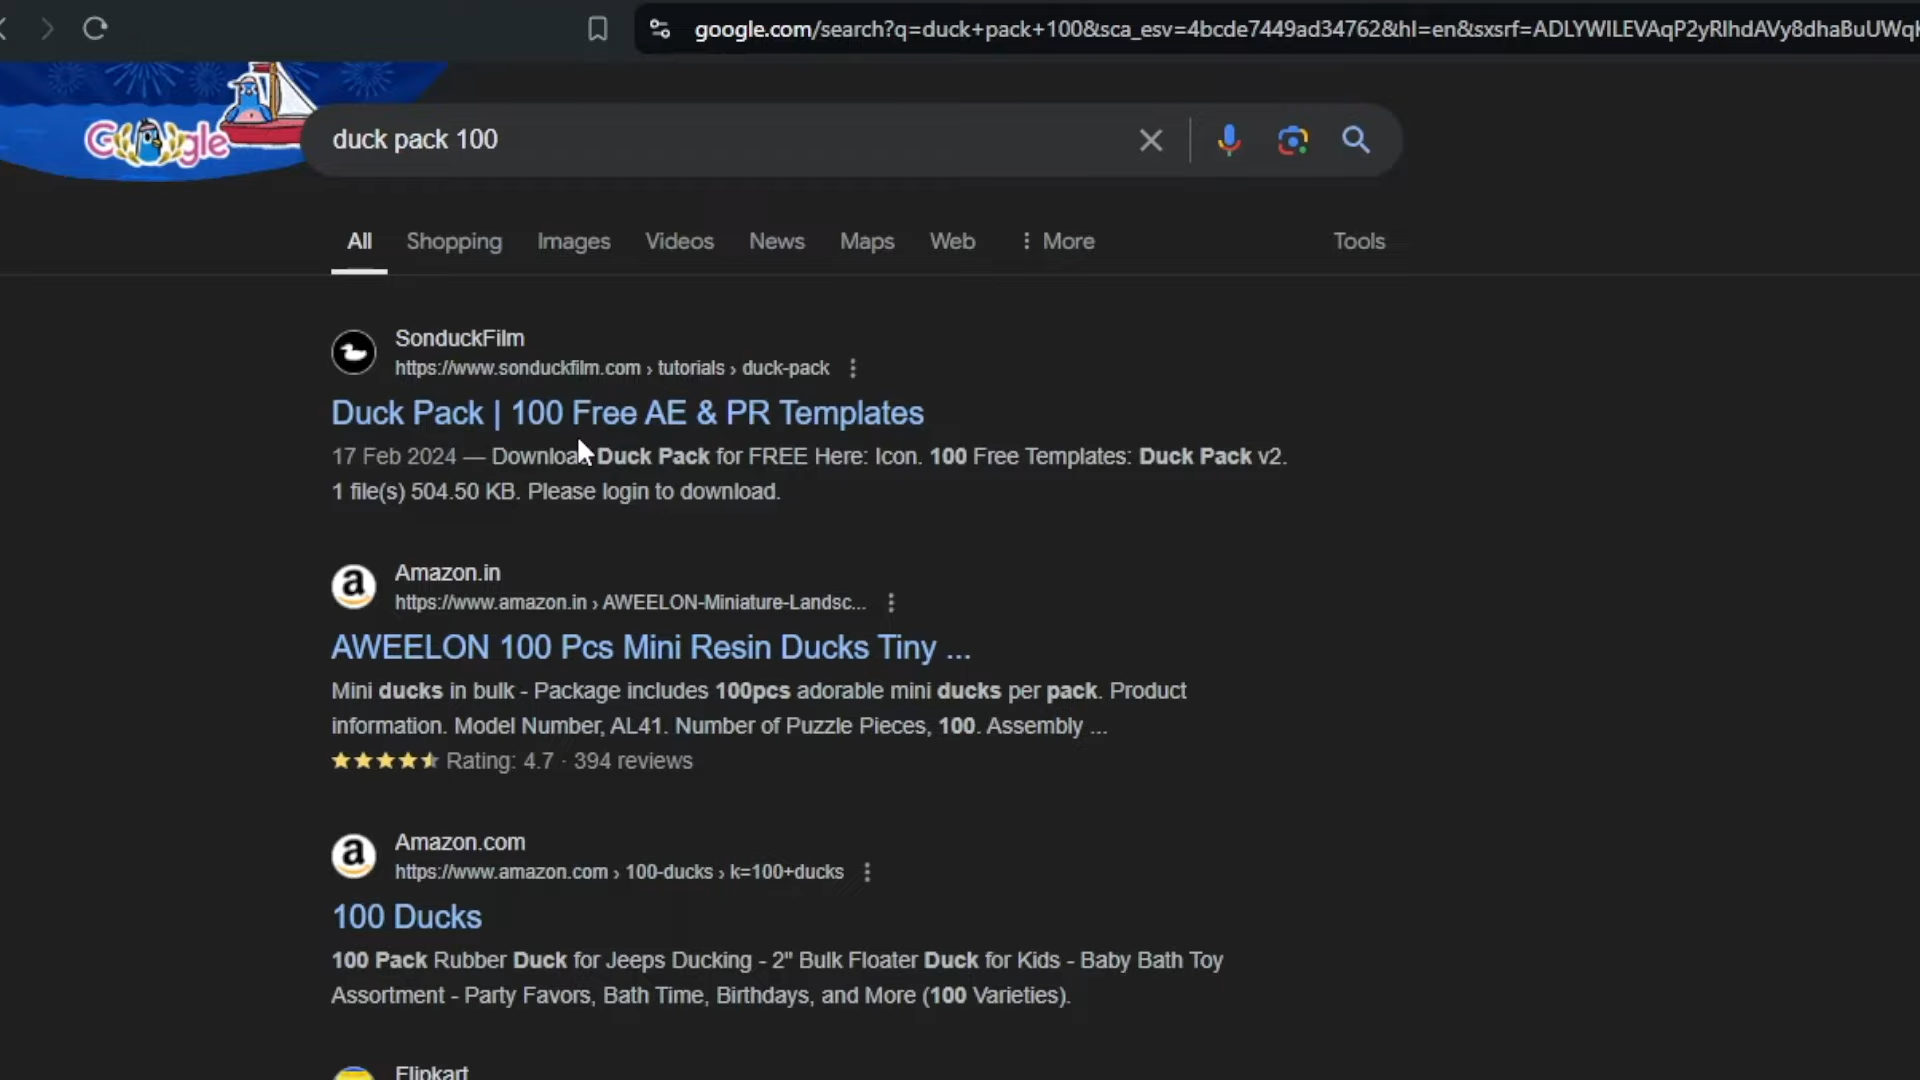 google.com/search?q=duck+pack+100&sca_esv=4bcde7449ad34762&hl=en&sxsrf=ADLYWILEVAqP2yRlhdAVy8dhaBuUWq
Google
duck pack 100
All Shopping Images Videos News Maps Web More Tools
SonduckFilm
https://www.sonduckfilm.com › tutorials › duck-pack
Duck Pack | 100 Free AE & PR Templates
17 Feb 2024 — Download Duck Pack for FREE Here: Icon. 100 Free Templates: Duck Pack v2.
1 file(s) 504.50 KB. Please login to download.
Amazon.in
https://www.amazon.in › AWEELON-Miniature-Landsc...
AWEELON 100 Pcs Mini Resin Ducks Tiny ...
Mini ducks in bulk - Package includes 100pcs adorable mini ducks per pack. Product
information. Model Number, AL41. Number of Puzzle Pieces, 100. Assembly ...
Rating: 4.7 · 394 reviews
Amazon.com
https://www.amazon.com › 100-ducks › k=100+ducks
100 Ducks
100 Pack Rubber Duck for Jeeps Ducking - 2" Bulk Floater Duck for Kids - Baby Bath Toy
Assortment - Party Favors, Bath Time, Birthdays, and More (100 Varieties).
Flipkart